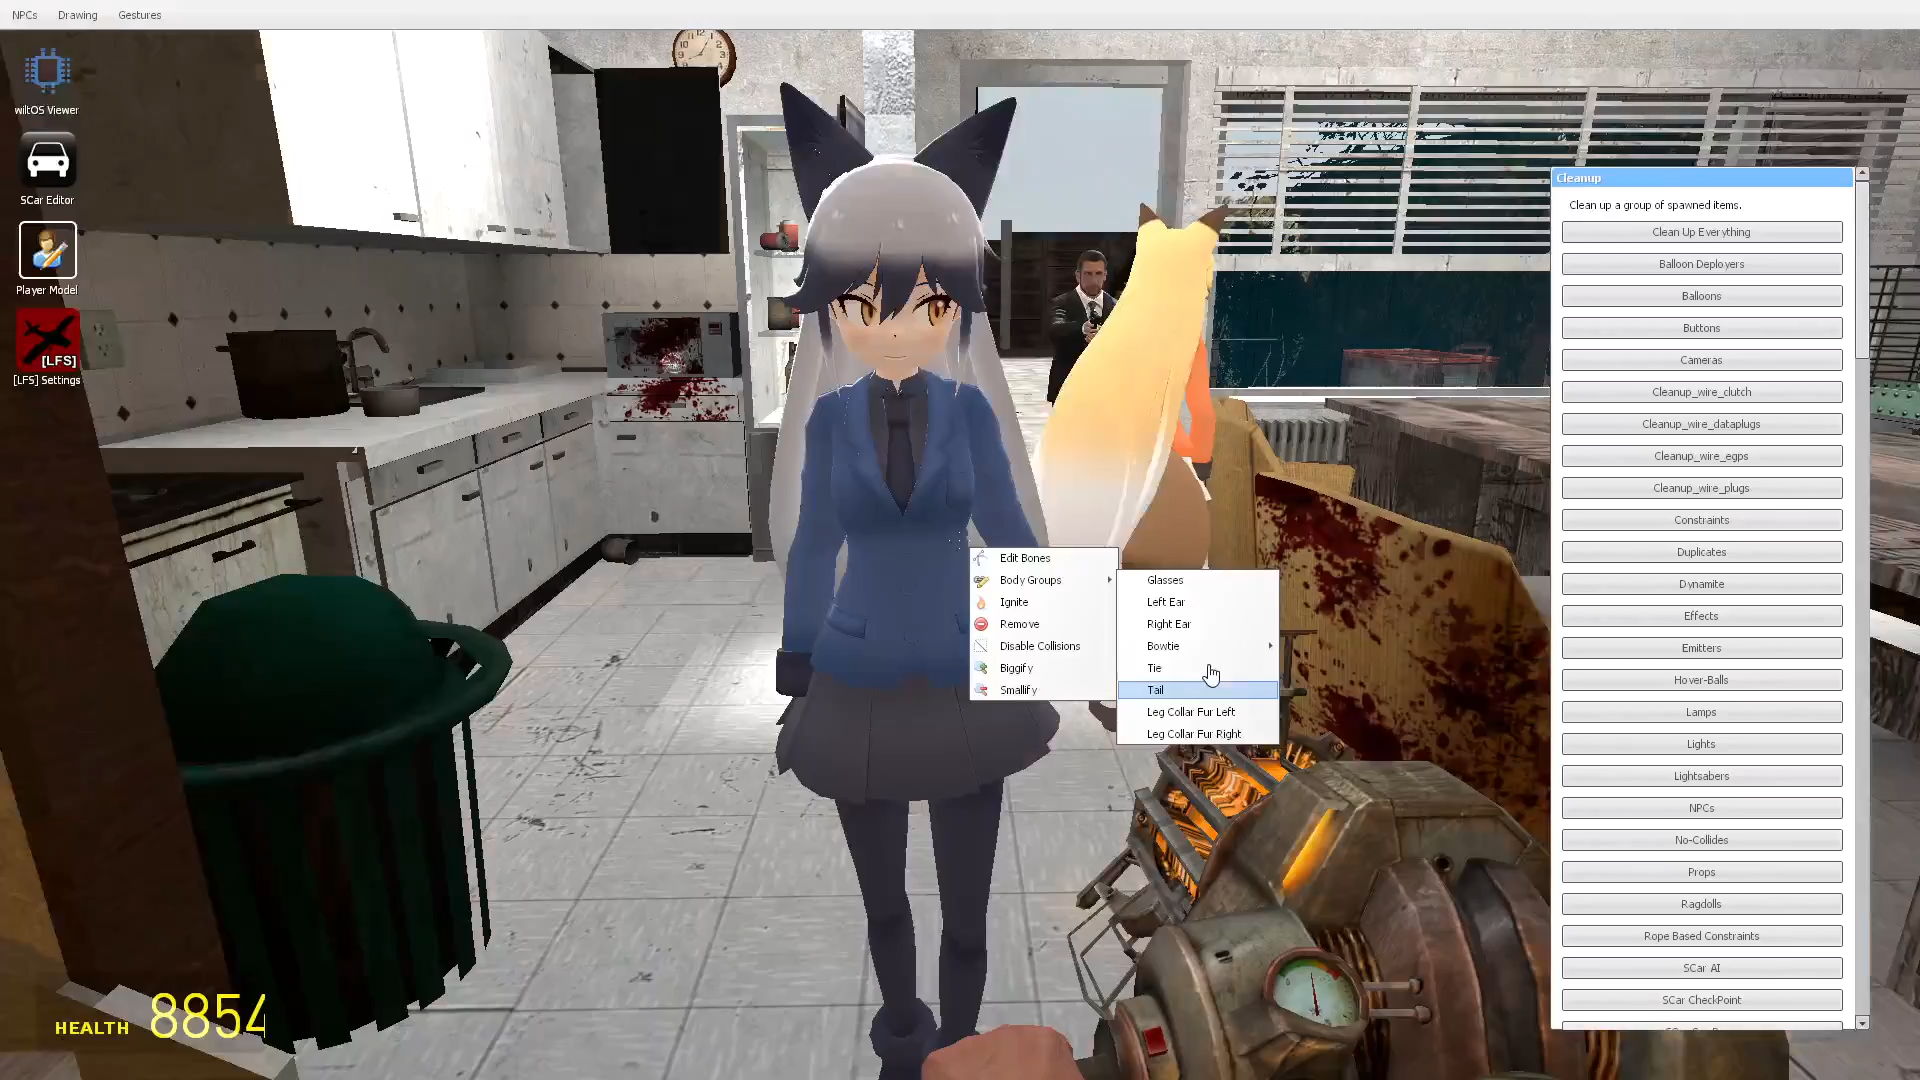 NPCs Drawing Gestures
wiltOS Viewer
SCar Editor
Player Model
[LFS]
[LFS] Settings
Edit Bones
Body Groups
Ignite
Remove
Disable Collisions
Biggify
Smallify
Glasses
Left Ear
Right Ear
Bowtie
Tie
Tail
Leg Collar Fur Left
Leg Collar Fur Right
Cleanup
Clean up a group of spawned items.
Clean Up Everything
Balloon Deployers
Balloons
Buttons
Cameras
Cleanup_wire_clutch
Cleanup_wire_dataplugs
Cleanup_wire_egps
Cleanup_wire_plugs
Constraints
Duplicates
Dynamite
Effects
Emitters
Hover-Balls
Lamps
Lights
Lightsabers
NPCs
No-Collides
Props
Ragdolls
Rope Based Constraints
SCar AI
SCar CheckPoint
HEALTH 8854